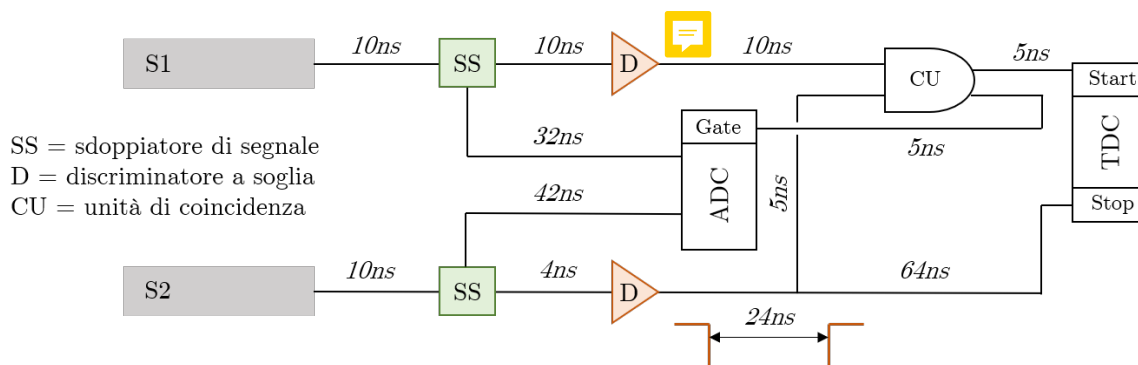 10ns 10ns 10ns 5ns
S1 SS D CU Start
SS = sdoppiatore di segnale
D = discriminatore a soglia
CU = unità di coincidenza
32ns Gate 5ns TDC
42ns ADC 5ns Stop
10ns 4ns 64ns
S2 SS D
24ns